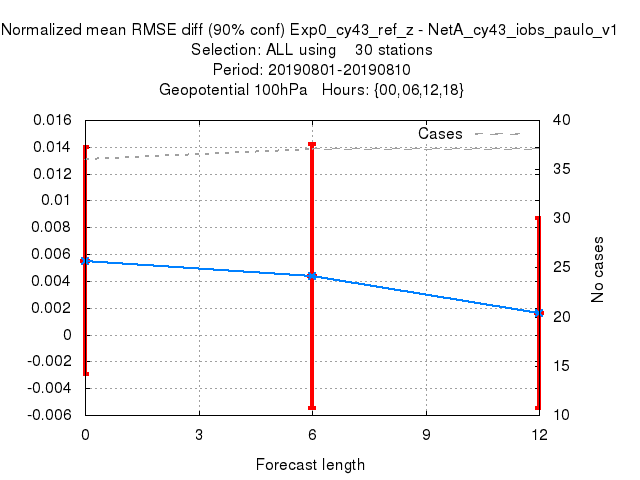 Normalized mean RMSE diff (90% conf) Exp0_cy43_ref_z - NetA_cy43_iobs_paulo_v1
Selection: ALL using 30 stations
Period: 20190801-20190810
Geopotential 100hPa Hours: {00,06,12,18}
Cases
0.016
0.014
0.012
0.01
0.008
0.006
0.004
0.002
0
-0.002
-0.004
-0.006
40
35
30
25
20
15
10
No cases
0 3 6 9 12
Forecast length